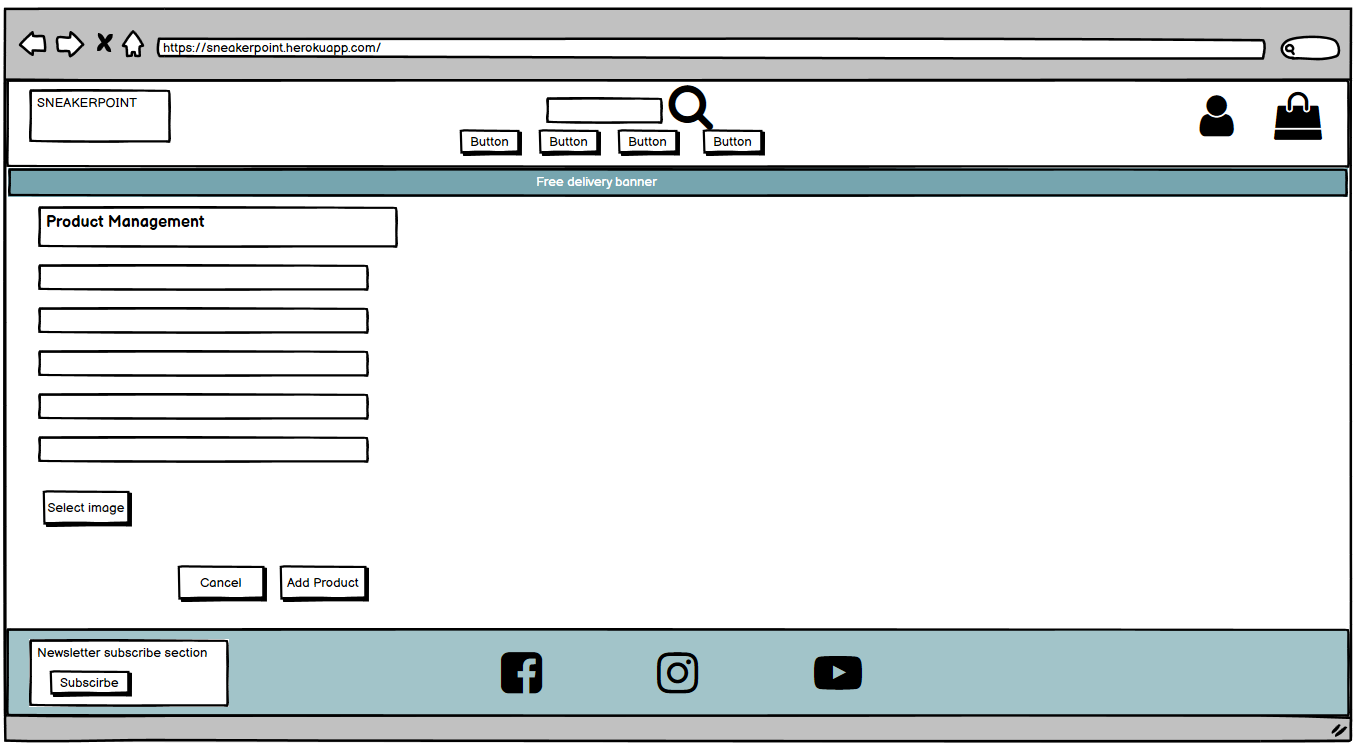 https://sneakerpoint.herokuapp.com/
SNEAKERPOINT
Button Button Button Button
Free delivery banner
Product Management
Select image
Cancel Add Product
Newsletter subscribe section
Subscirbe